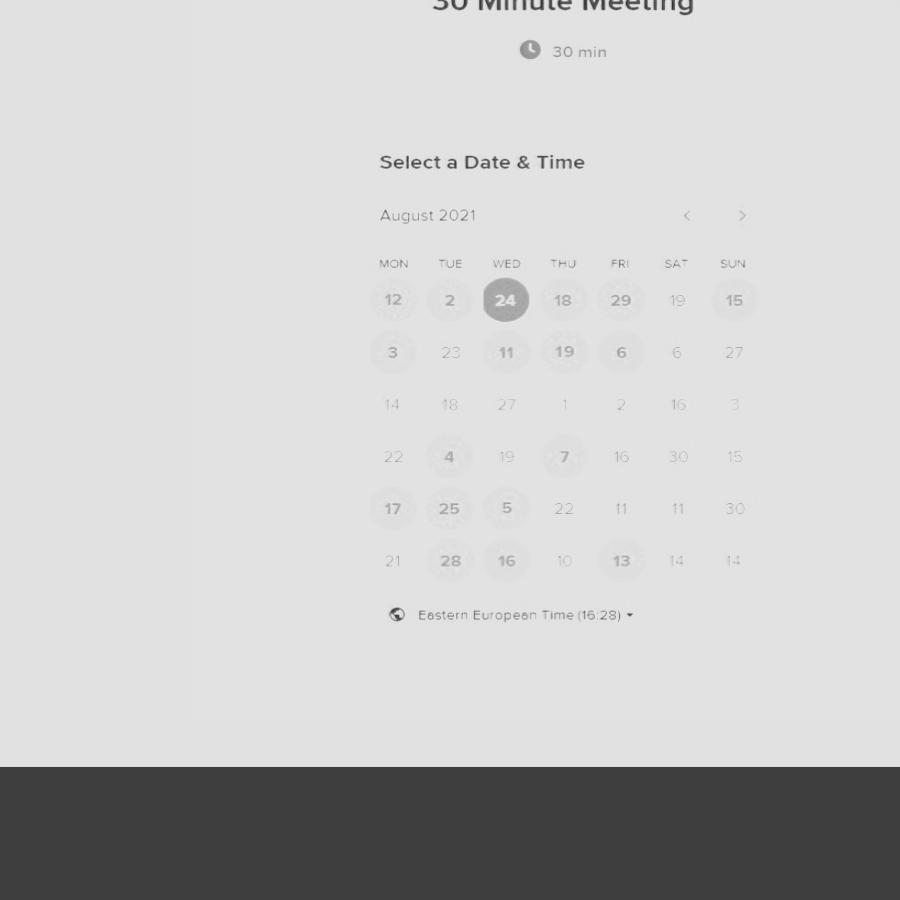 30 Minute Meeting
30 min
Select a Date & Time
August 2021
MON TUE WED THU FRI SAT SUN
12 2 24 18 29 19 15
3 23 11 19 6 6 27
14 18 27 1 2 16 3
22 4 19 7 16 30 15
17 25 5 22 11 11 30
21 28 16 10 13 14 14
Eastern European Time (16:28)